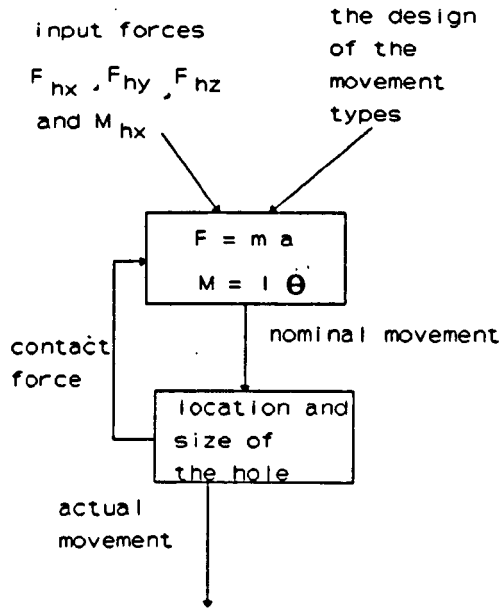 input forces
F hx , F hy , F hz
and M hx
the design
of the
movement
types
F = m a
M = I Θ̈
nominal movement
contact
force
location and
size of
the hole
actual
movement